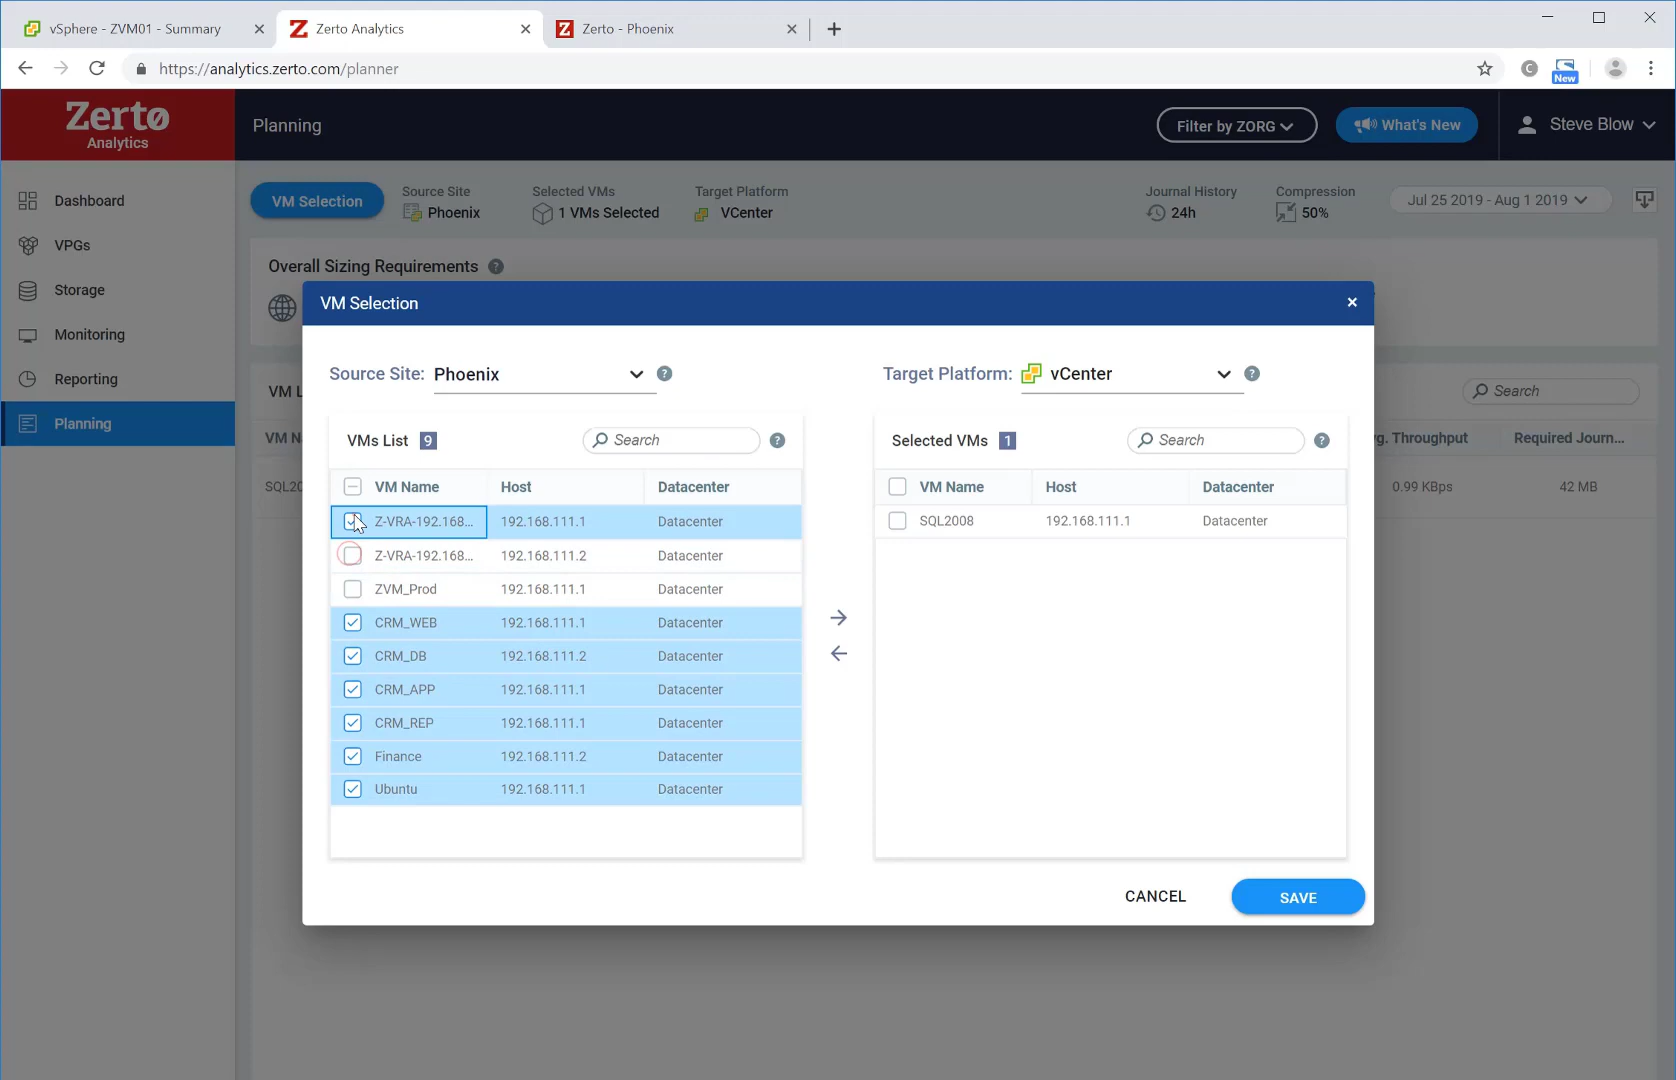 vSphere - ZVM01 - Summary
Zerto Analytics
Zerto - Phoenix
https://analytics.zerto.com/planner
C
New
Zertø
Analytics
Planning
Filter by ZORG
What's New
Steve Blow
Dashboard
VPGs
Storage
Monitoring
Reporting
Planning
VM Selection
Source Site
Phoenix
Selected VMs
1 VMs Selected
Target Platform
VCenter
Journal History
24h
Compression
50%
Jul 25 2019 - Aug 1 2019
Overall Sizing Requirements ?
VM Selection
×
Source Site: Phoenix ?
Target Platform: vCenter ?
VM L
Search
VMs List 9 Search ?
Selected VMs 1 Search ?
VM N
g. Throughput Required Journ...
SQL20
0.99 KBps 42 MB
VM Name Host Datacenter
Z-VRA-192.168... 192.168.111.1 Datacenter
Z-VRA-192.168... 192.168.111.2 Datacenter
ZVM_Prod 192.168.111.1 Datacenter
CRM_WEB 192.168.111.1 Datacenter
CRM_DB 192.168.111.2 Datacenter
CRM_APP 192.168.111.1 Datacenter
CRM_REP 192.168.111.1 Datacenter
Finance 192.168.111.2 Datacenter
Ubuntu 192.168.111.1 Datacenter
VM Name Host Datacenter
SQL2008 192.168.111.1 Datacenter
CANCEL
SAVE